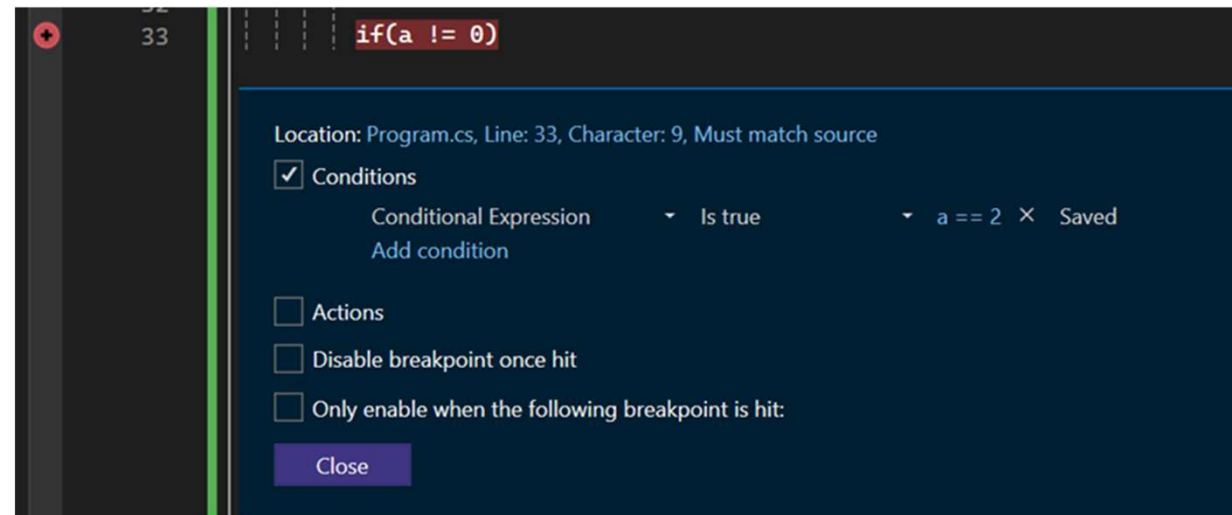 33 if(a != 0)
Location: Program.cs, Line: 33, Character: 9, Must match source
Conditions
Conditional Expression Is true a == 2 × Saved
Add condition
Actions
Disable breakpoint once hit
Only enable when the following breakpoint is hit:
Close